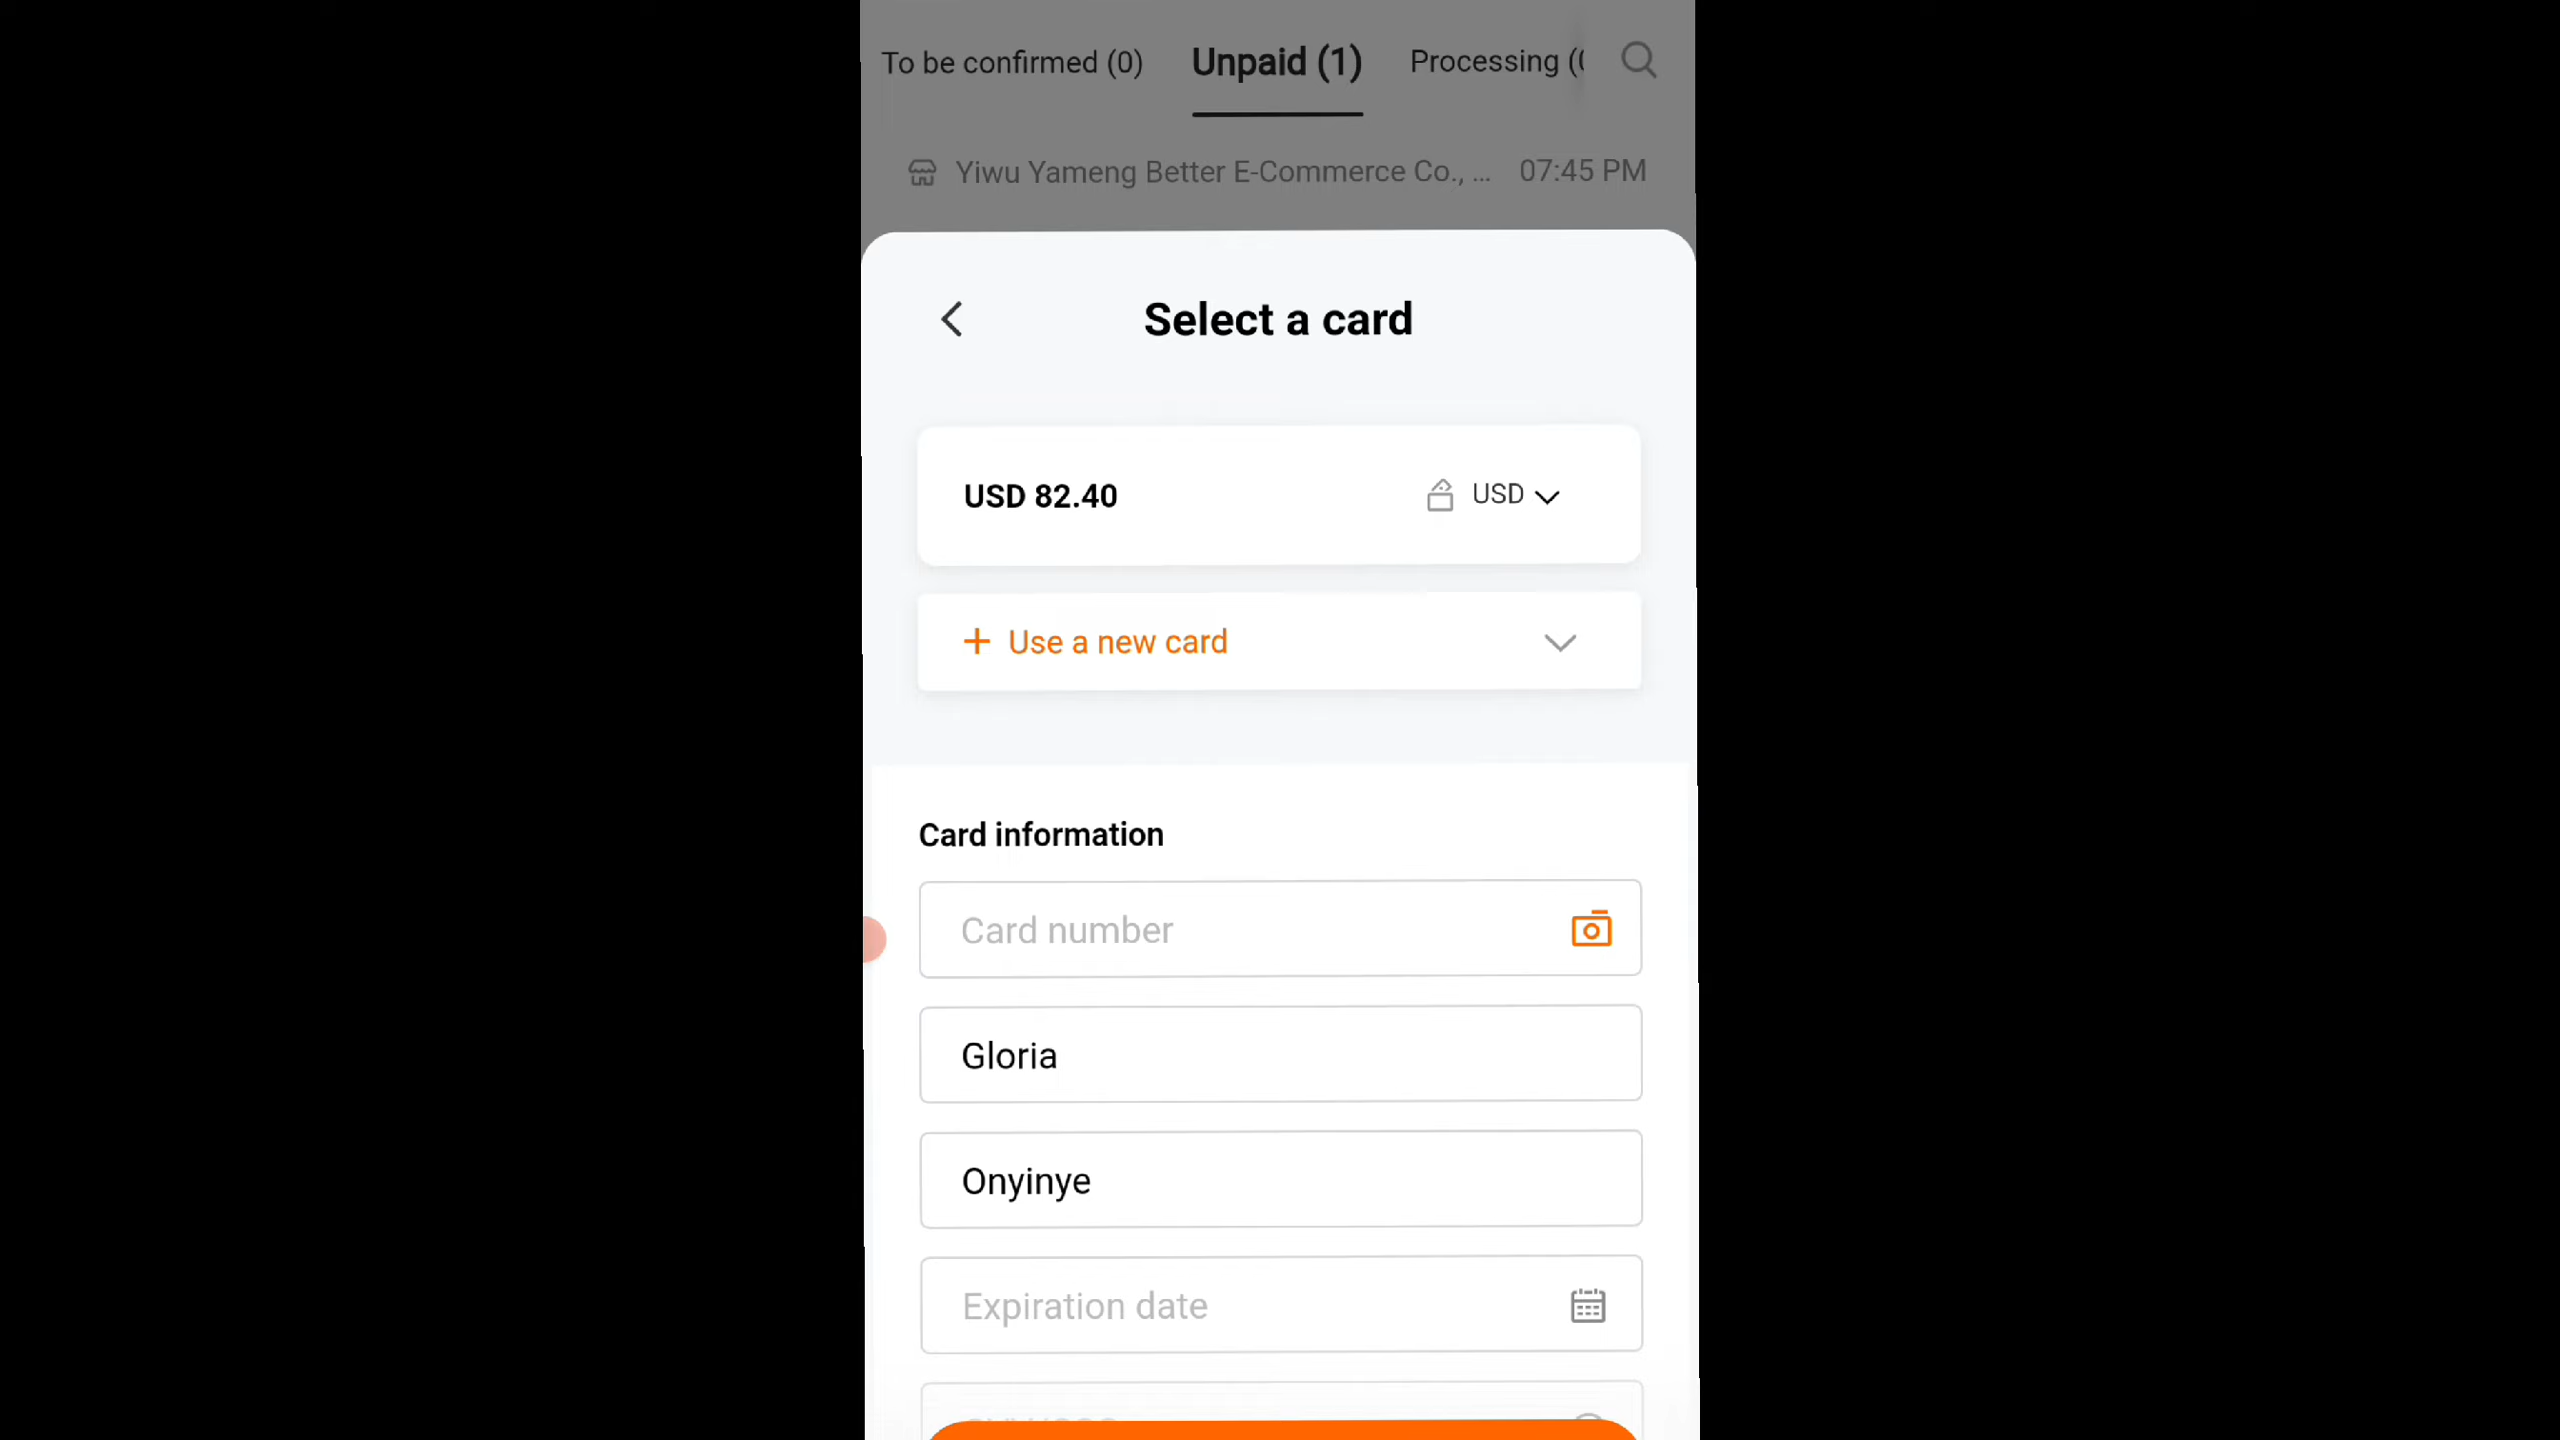 To be confirmed (0) Unpaid (1) Processing (
Yiwu Yameng Better E-Commerce Co., ... 07:45 PM
Select a card
USD 82.40 USD
+ Use a new card
Card information
Card number
Gloria
Onyinye
Expiration date